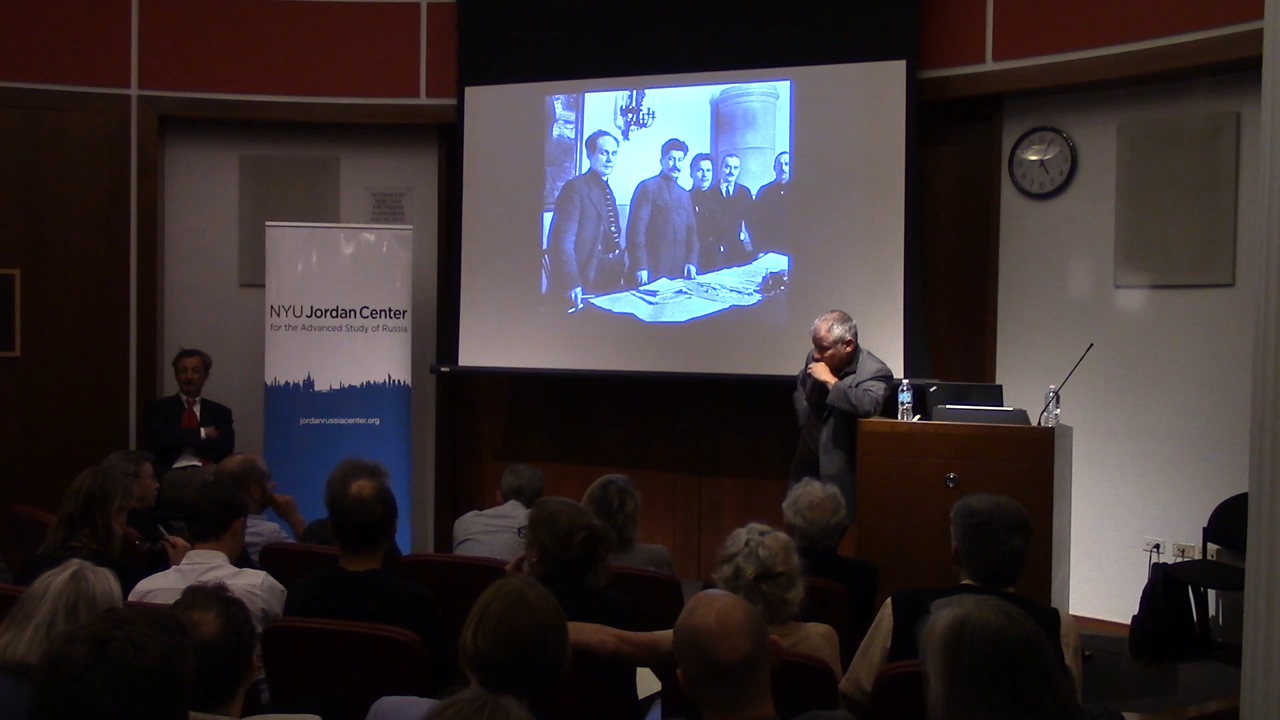 NYU Jordan Center
for the Advanced Study of Russia
jordanrussiacenter.org